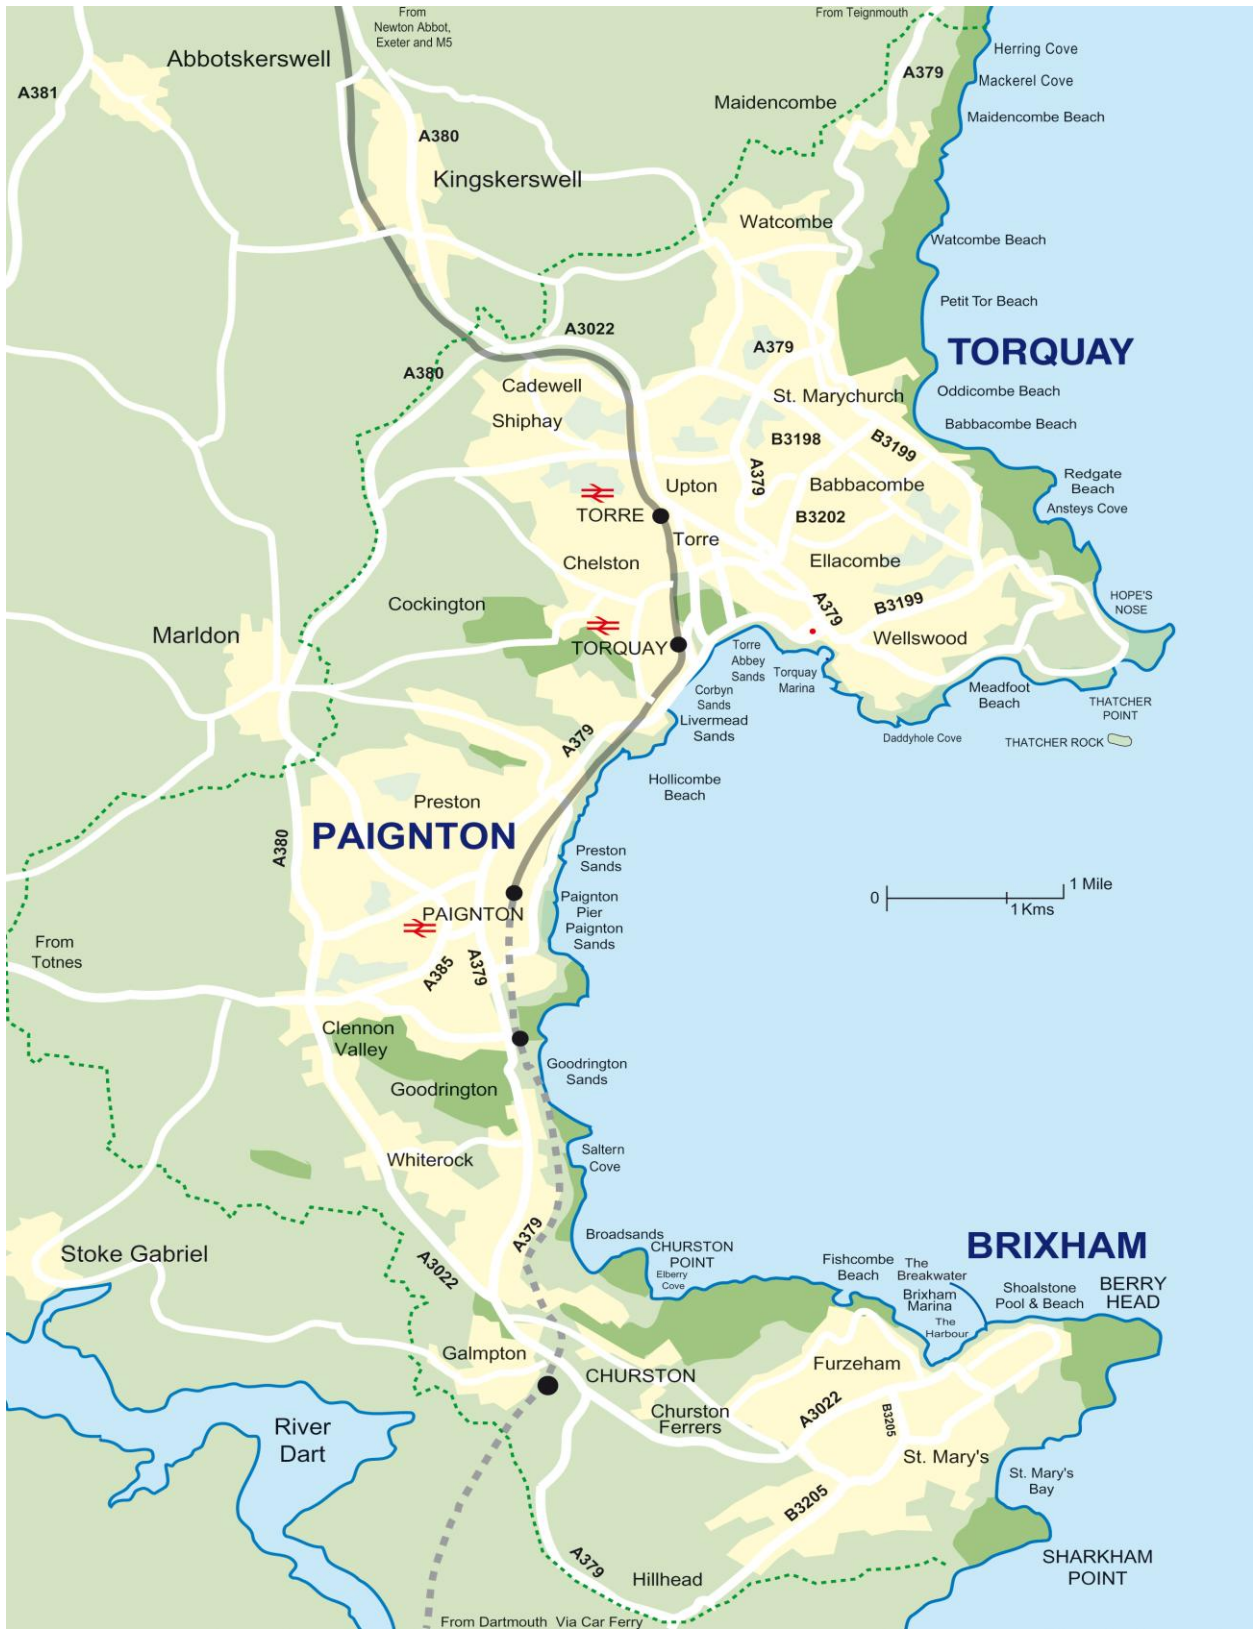 From
Newton Abbot,
Exeter and M5
From Teignmouth
Herring Cove
Abbotskerswell
A379
Mackerel Cove
A381
Maidencombe
Maidencombe Beach
A380
Kingskerswell
Watcombe
Watcombe Beach
Petit Tor Beach
A3022
A379
TORQUAY
A380
Cadewell
St. Marychurch
Oddicombe Beach
Shiphay
Babbacombe Beach
B3198
B3199
A379
Redgate
Beach
Upton
Babbacombe
Ansteys Cove
TORRE
B3202
Torre
Chelston
Ellacombe
Cockington
A379
B3199
HOPE'S
NOSE
Marldon
TORQUAY
Wellswood
Torre
Abbey
Sands
Torquay
Marina
Corbyn
Sands
Livermead
Sands
Meadfoot
Beach
THATCHER
POINT
A379
Daddyhole Cove
THATCHER ROCK
Hollicombe
Beach
Preston
PAIGNTON
A380
Preston
Sands
0
1 Mile
1 Kms
Paignton
Pier
Paignton
Sands
PAIGNTON
From
Totnes
A385
A379
Clennon
Valley
Goodrington
Sands
Goodrington
Whiterock
Saltern
Cove
A379
Broadsands
Stoke Gabriel
A3022
CHURSTON
POINT
Elberry
Cove
Fishcombe
Beach
The
Breakwater
Brixham
Marina
The
Harbour
BRIXHAM
Shoalstone
Pool & Beach
BERRY
HEAD
Galmpton
Furzeham
CHURSTON
A3022
B3205
Churston
Ferrers
River
Dart
St. Mary's
St. Mary's
Bay
B3205
A379
Hillhead
SHARKHAM
POINT
From Dartmouth Via Car Ferry